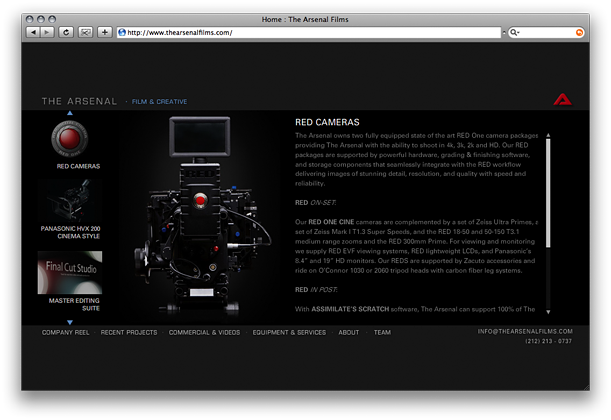 Home : The Arsenal Films
http://www.thearsenalfilms.com/
THE ARSENAL · FILM & CREATIVE
RED CAMERAS
PANASONIC HVX 200
CINEMA STYLE
Final Cut Studio
MASTER EDITING
SUITE
RED CAMERAS
The Arsenal owns two fully equipped state of the art RED One camera packages
providing The Arsenal with the ability to shoot in 4k, 3k, 2k and HD. Our RED
packages are supported by powerful hardware, grading & finishing software,
and storage components that seamlessly integrate with the RED workflow
delivering images of stunning detail, resolution, and quality with speed and
reliability.
RED ON-SET:
Our RED ONE CINE cameras are complemented by a set of Zeiss Ultra Primes, a
set of Zeiss Mark I T1.3 Super Speeds, and the RED 18-50 and 50-150 T3.1
medium range zooms and the RED 300mm Prime. For viewing and monitoring
we supply RED EVF viewing systems, RED lightweight LCDs, and Panasonic's
8.4" and 19" HD monitors. Our REDS are supported by Zacuto accessories and
ride on O'Connor 1030 or 2060 tripod heads with carbon fiber leg systems.
RED IN POST:
With ASSIMILATE'S SCRATCH software, The Arsenal can support 100% of The
COMPANY REEL · RECENT PROJECTS · COMMERCIAL & VIDEOS · EQUIPMENT & SERVICES · ABOUT · TEAM
INFO@THEARSENALFILMS.COM
(212) 213 - 0737